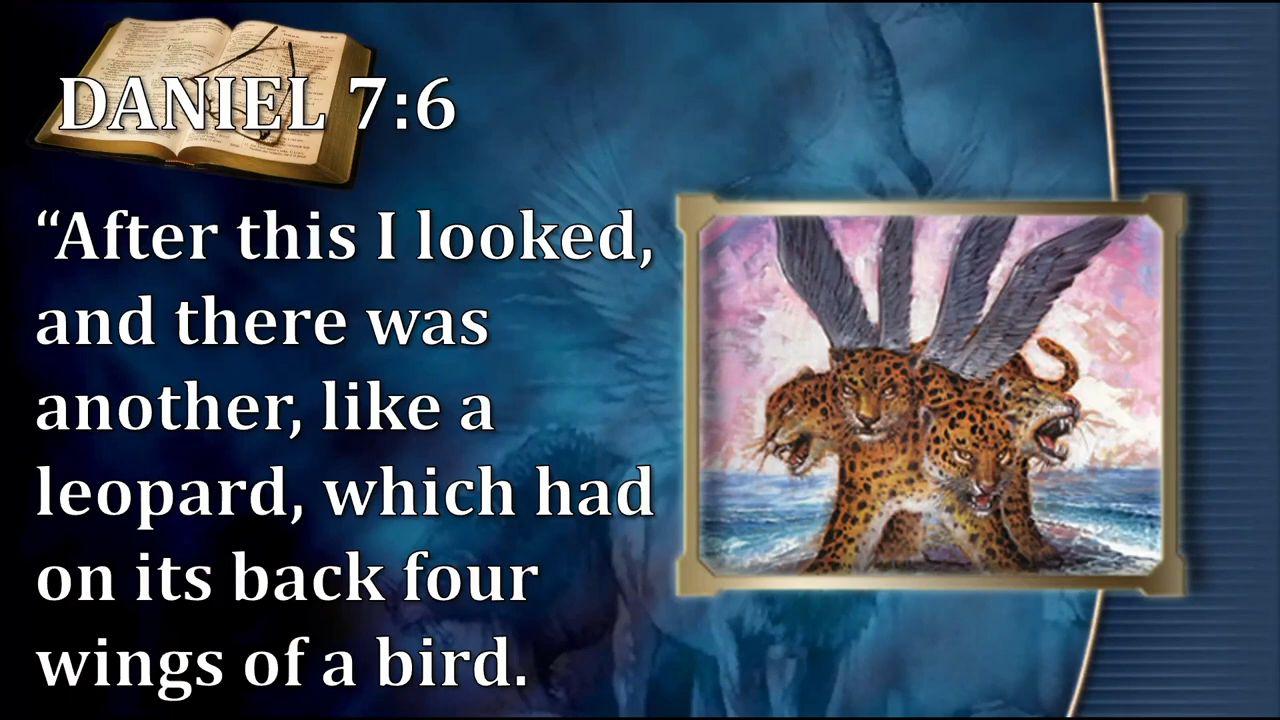 DANIEL 7:6
“After this I looked,
and there was
another, like a
leopard, which had
on its back four
wings of a bird.